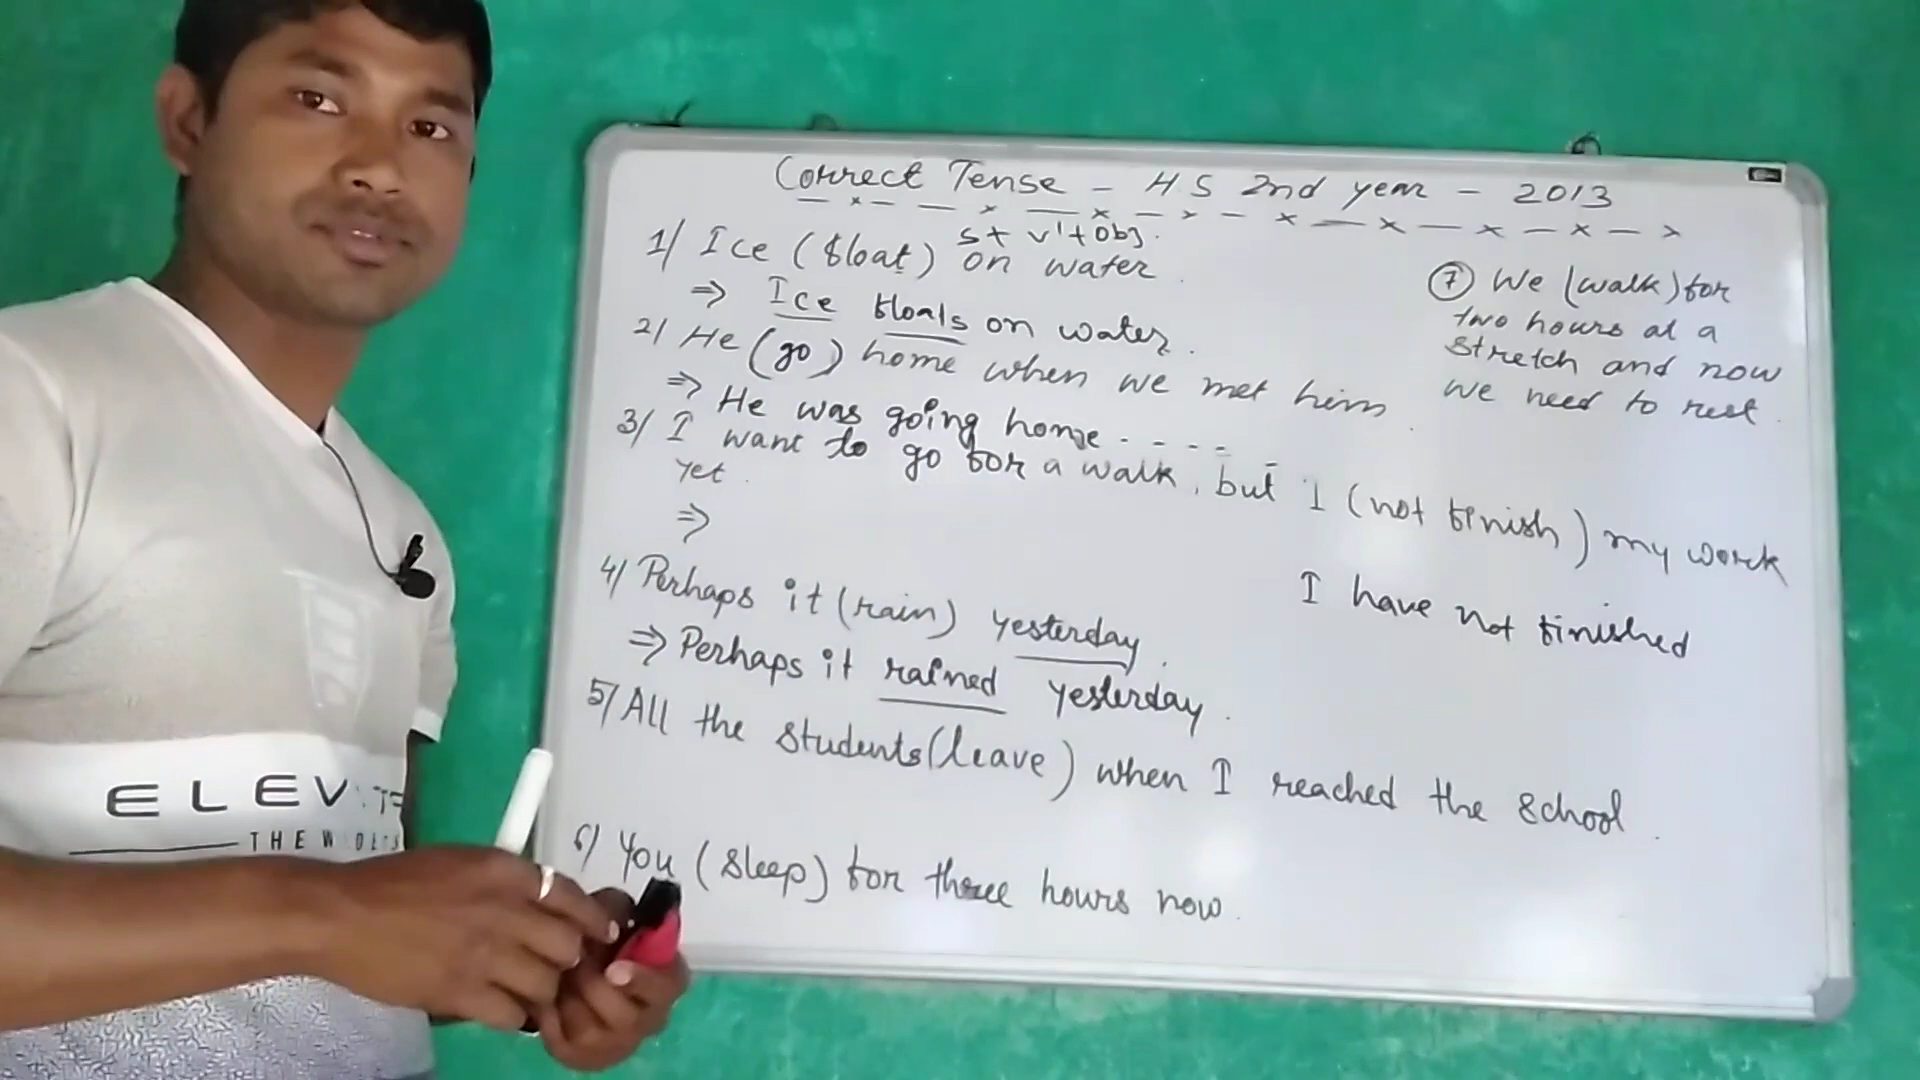 Correct Tense - H S 2nd year - 2013
S + V¹ + Obj.
1/ Ice (float) on water.
⇒ Ice floats on water.
2/ He (go) home when we met him.
⇒ He was going home - - - -
3/ I want to go for a walk, but I (not finish) my work
Yet.
⇒
I have not finished
4/ Perhaps it (rain) yesterday.
⇒ Perhaps it rained yesterday.
5/ All the students (leave) when I reached the school.
6/ You (sleep) for three hours now.
⑦ We (walk) for
two hours at a
stretch and now
we need to rest.
ELEV
THE W